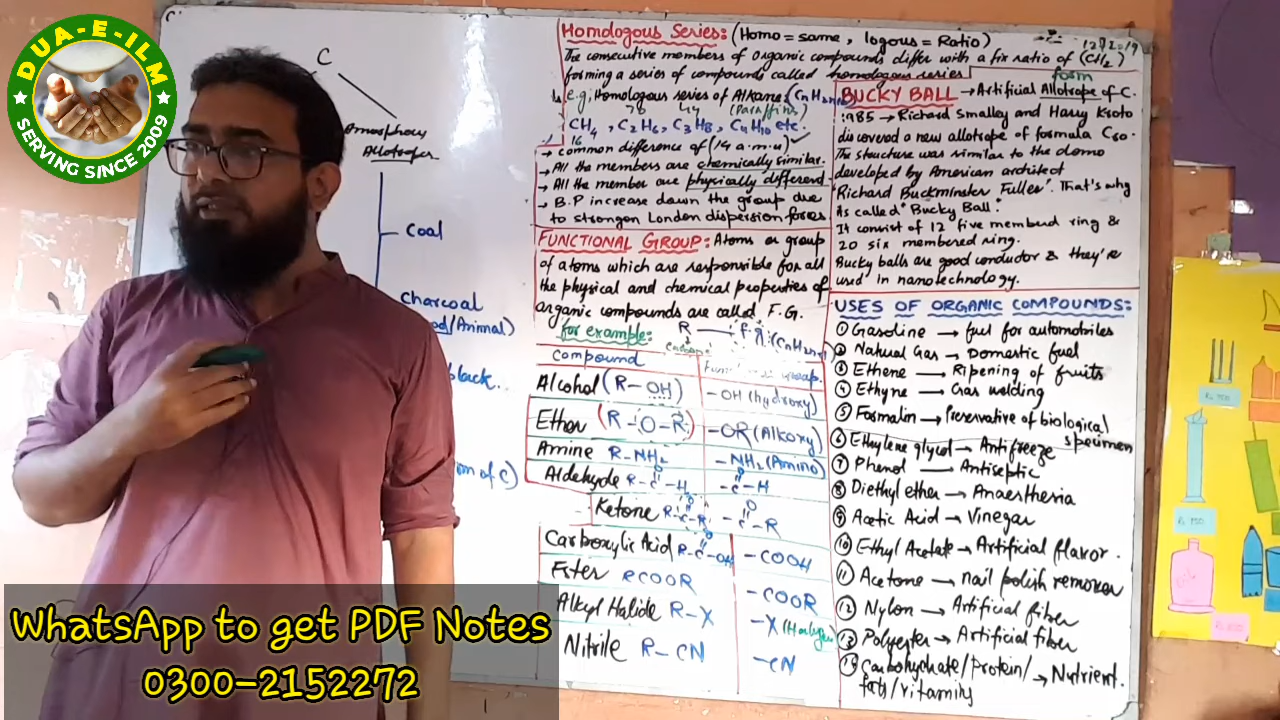 DUA-E-ILM
SERVING SINCE 2009
C
Allotropes
Coal
Charcoal
/Animal)
black.
of C)
Homologous Series: (Homo = same, logous = Ratio)
The consecutive members of organic compounds differ with a fix ratio of (CH2)
forming a series of compounds called homologous series
e.g; Homologous series of Alkane
(Paraffins)
CH4, C2H6, C3H8, C4H10 etc.
16
→ common difference of (14 a.m.u)
→ All the members are chemically similar.
→ All the member are physically different
→ B.P increase down the group due
to stronger London dispersion forces
FUNCTIONAL GROUP: Atoms or group
of atoms which are responsible for all
the physical and chemical properties of
organic compounds are called F.G.
for example: R — F.G.
compound
Alcohol (R-OH) -OH (hydroxy)
Ether (R-O-R) -OR (Alkoxy)
Amine R-NH2 -NH2 (Amino)
Aldehyde R-C-H -C-H
O O
Ketone R-C-R -C-R
O O
Carboxylic Acid R-C-OH -COOH
O
Ester RCOOR -COOR
Alkyl Halide R-X -X
Nitrile R-CN -CN
form
BUCKY BALL → Artificial Allotrope of C.
1985 → Richard Smalley and Harry Kroto
discovered a new allotrope of formula C60.
The structure was similar to the domo
developed by American architect
"Richard Buckminster Fuller". That's why
As called "Bucky Ball."
It consist of 12 five memberd ring &
20 six membered ring.
Bucky balls are good conductor & they're
used in nanotechnology.
USES OF ORGANIC COMPOUNDS:
① Gasoline → fuel for automobiles
② Natural Gas → Domestic fuel
③ Ethene → Ripening of fruits
④ Ethyne → Gas welding
⑤ Formalin → Preservative of biological
specimen
⑥ Ethylene glycol → Antifreeze
⑦ Phenol → Antiseptic
⑧ Diethyl ether → Anaesthesia
⑨ Acetic Acid → Vinegar
⑩ Ethyl Acetate → Artificial flavor.
⑪ Acetone → nail polish remover
⑫ Nylon → Artificial fiber
⑬ Polyester → Artificial fiber
⑭ Carbohydrate/protein/ → Nutrient.
fats/vitamins
WhatsApp to get PDF Notes
0300-2152272